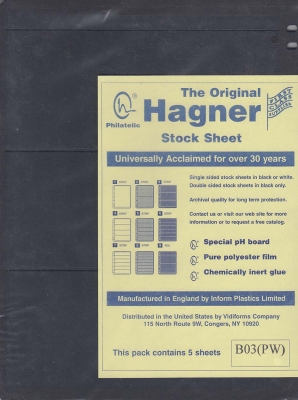 The Original
Hagner
Philatelic
Stock Sheet
Universally Acclaimed for over 30 years
Single sided stock sheets in black or white.
Double sided stock sheets in black only.
Archival quality for long term protection.
Contact us or visit our web site for more
information or to request a free catalog.
Special pH board
Pure polyester film
Chemically inert glue
Manufactured in England by Inform Plastics Limited
Distributed in the United States by Vidiforms Company
115 North Route 9W, Congers, NY 10920
This pack contains 5 sheets
B03(PW)